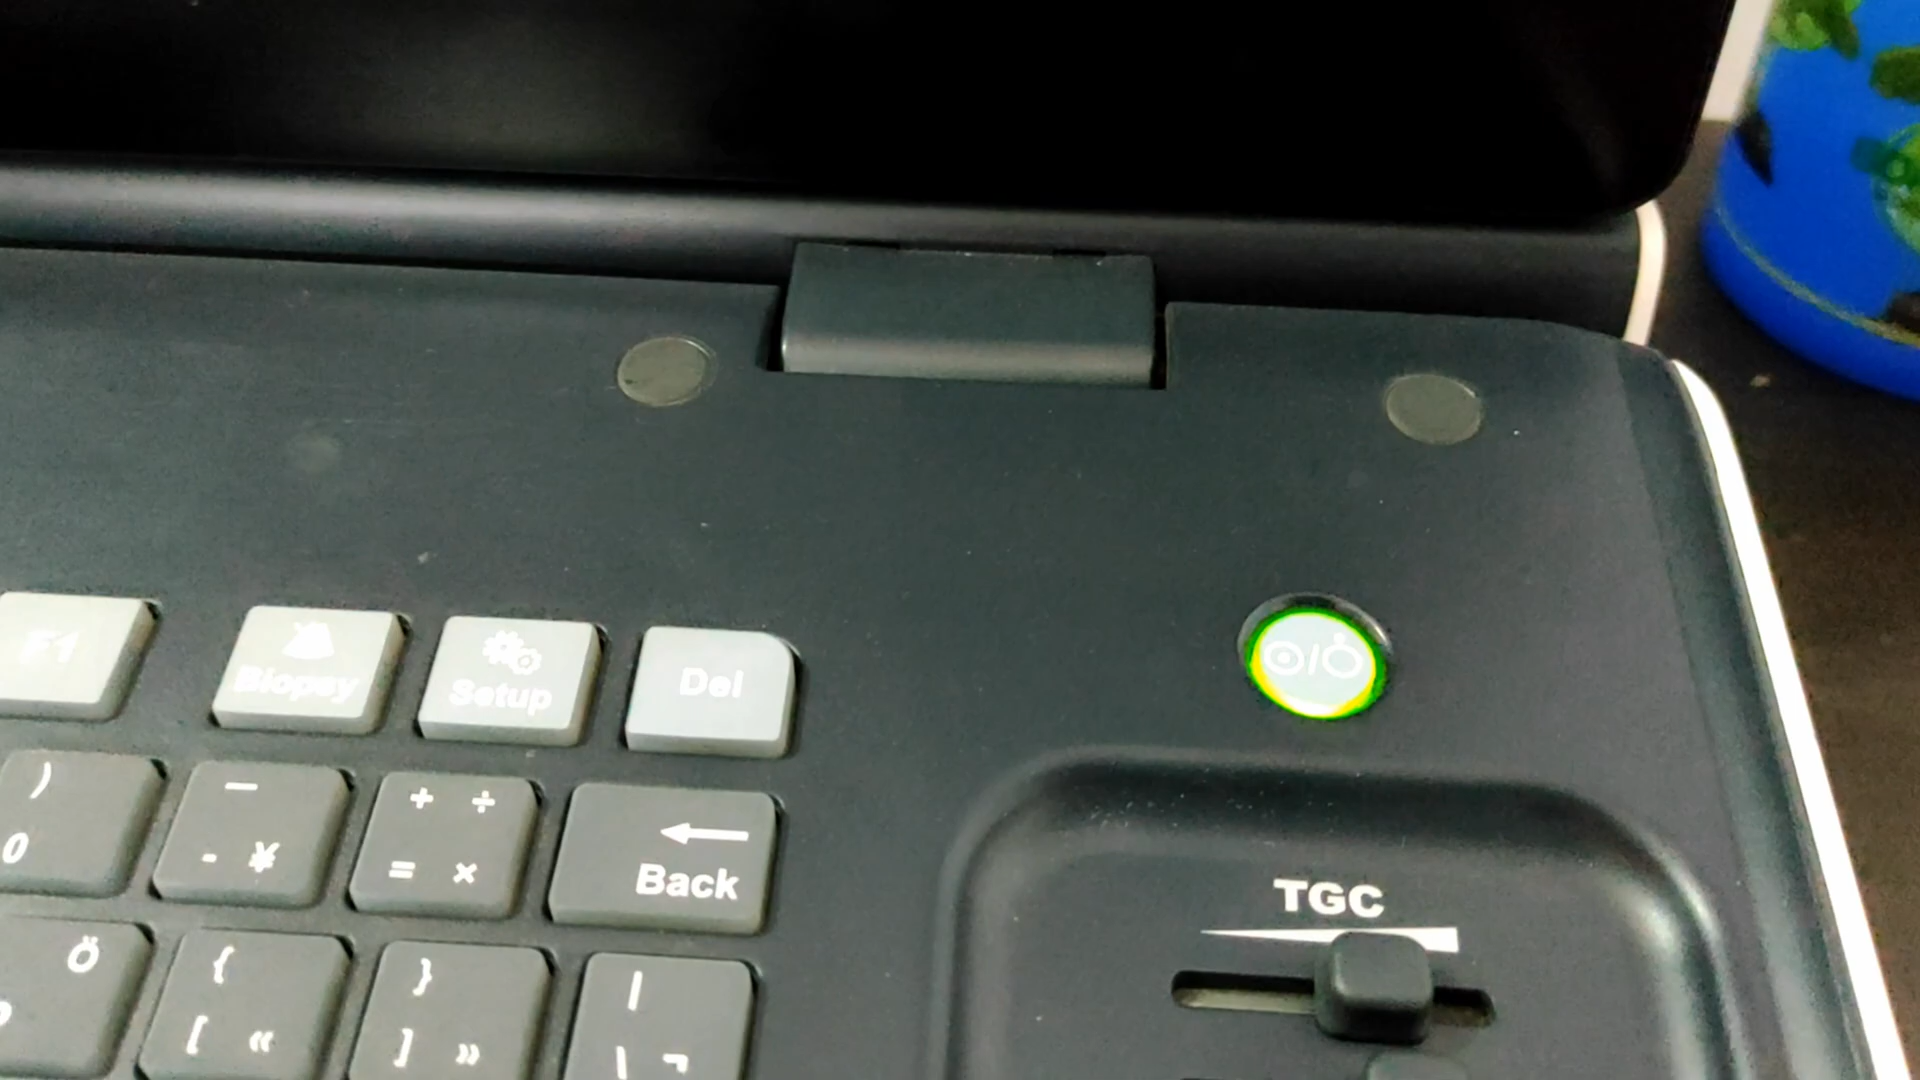 F1
Biopsy
Setup
Del
)
0
—
- ¥
+ ÷
= ×
Back
TGC
Ö
{
[ «
}
] »
|
\ ¬